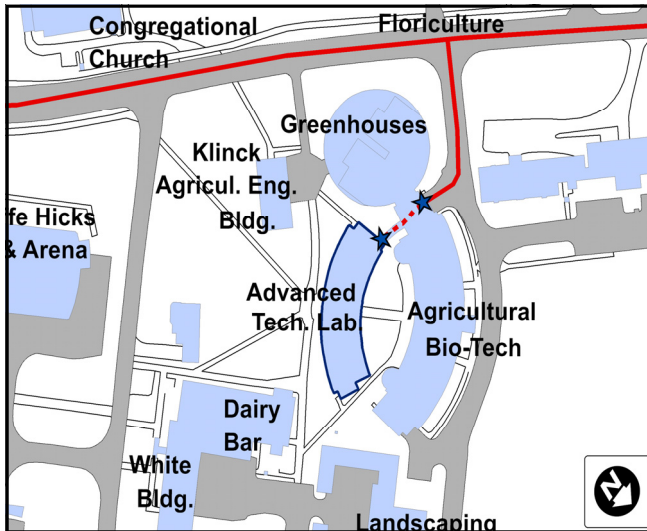 Congregational
Church
Floriculture
Greenhouses
Klinck
Agricul. Eng.
Bldg.
fe Hicks
& Arena
Advanced
Tech. Lab.
Agricultural
Bio-Tech
Dairy
Bar
White
Bldg.
Landscaping
N